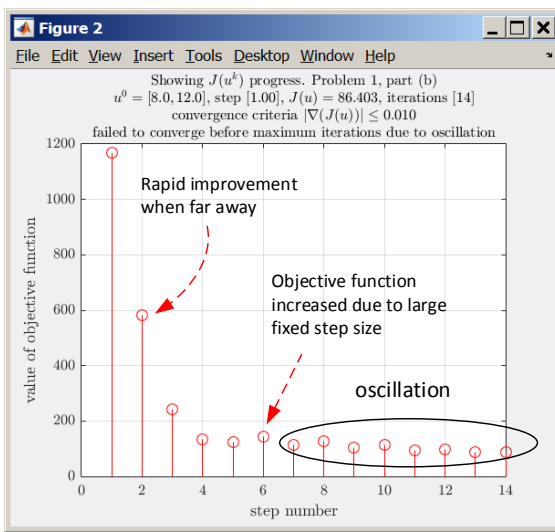 Figure 2
File Edit View Insert Tools Desktop Window Help
Showing J(u^k) progress. Problem 1, part (b)
u^0 = [8.0, 12.0], step [1.00], J(u) = 86.403, iterations [14]
convergence criteria |∇(J(u))| ≤ 0.010
failed to converge before maximum iterations due to oscillation
1200
1000
800
600
400
200
0
value of objective function
Rapid improvement
when far away
Objective function
increased due to large
fixed step size
oscillation
0 2 4 6 8 10 12 14
step number